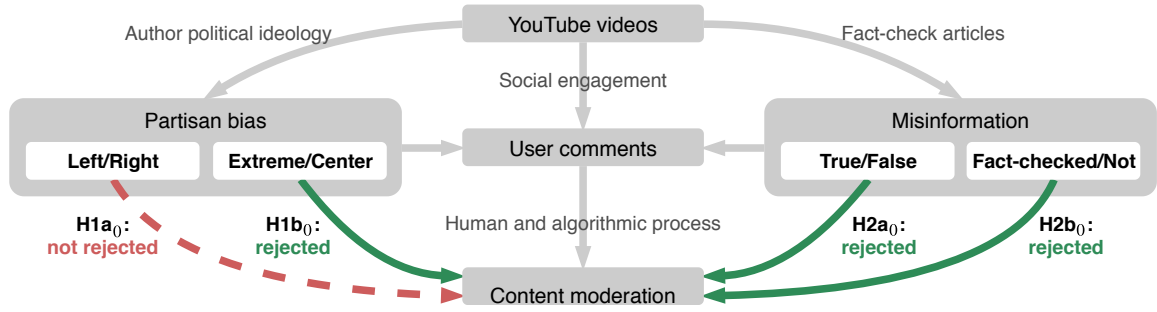 YouTube videos
Author political ideology
Fact-check articles
Social engagement
Partisan bias
Left/Right
Extreme/Center
User comments
Misinformation
True/False
Fact-checked/Not
H1a₀:
not rejected
H1b₀:
rejected
Human and algorithmic process
H2a₀:
rejected
H2b₀:
rejected
Content moderation